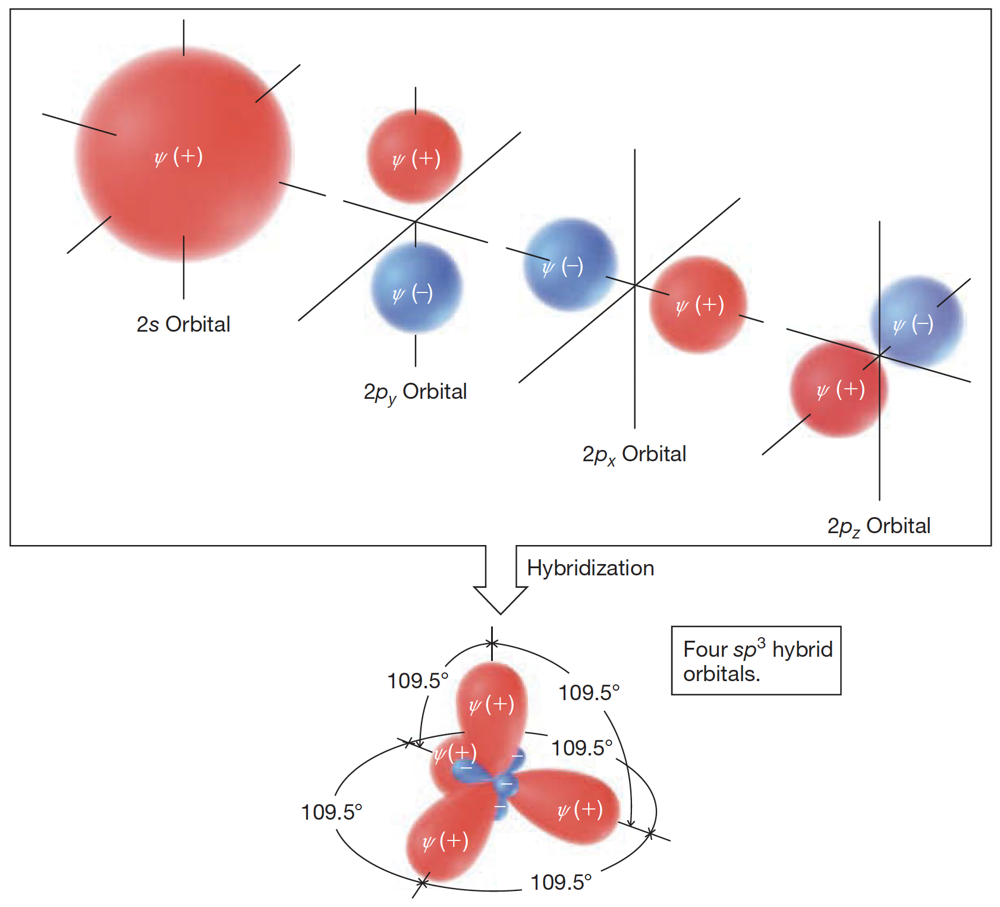 ψ (+)
2s Orbital
ψ (+)
ψ (–)
2py Orbital
ψ (–)
ψ (+)
2px Orbital
ψ (–)
ψ (+)
2pz Orbital
Hybridization
Four sp³ hybrid
orbitals.
109.5°
109.5°
ψ (+)
109.5°
ψ (+)
–
–
–
–
ψ (+)
109.5°
ψ (+)
109.5°